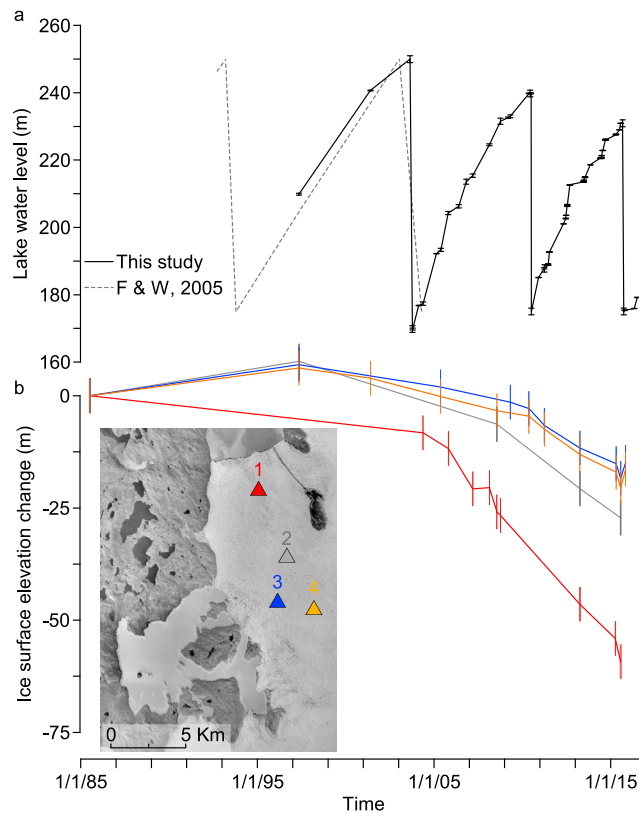 a
Lake water level (m)
260
240
220
200
180
160
This study
F & W, 2005
b
Ice surface elevation change (m)
0
-25
-50
-75
1
2
3
4
0 5 Km
1/1/85 1/1/95 1/1/05 1/1/15
Time